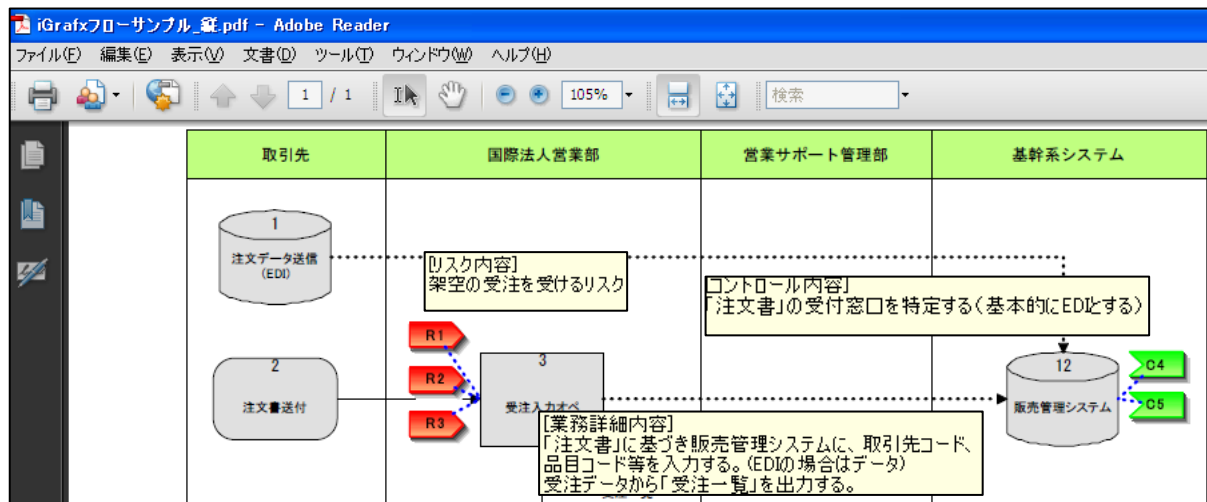 iGrafxフローサンプル_縦.pdf - Adobe Reader
ファイル(F) 編集(E) 表示(V) 文書(D) ツール(T) ウィンドウ(W) ヘルプ(H)
1 / 1 105% 検索
取引先 国際法人営業部 営業サポート管理部 基幹系システム
1
注文データ送信
(EDI)
[リスク内容]
架空の受注を受けるリスク
[コントロール内容]
「注文書」の受付窓口を特定する(基本的にEDIとする)
R1
R2
R3
2
注文書送付
3
受注入力オペ
12
販売管理システム
C4
C5
[業務詳細内容]
「注文書」に基づき販売管理システムに、取引先コード、
品目コード等を入力する。(EDIの場合はデータ)
受注データから「受注一覧」を出力する。